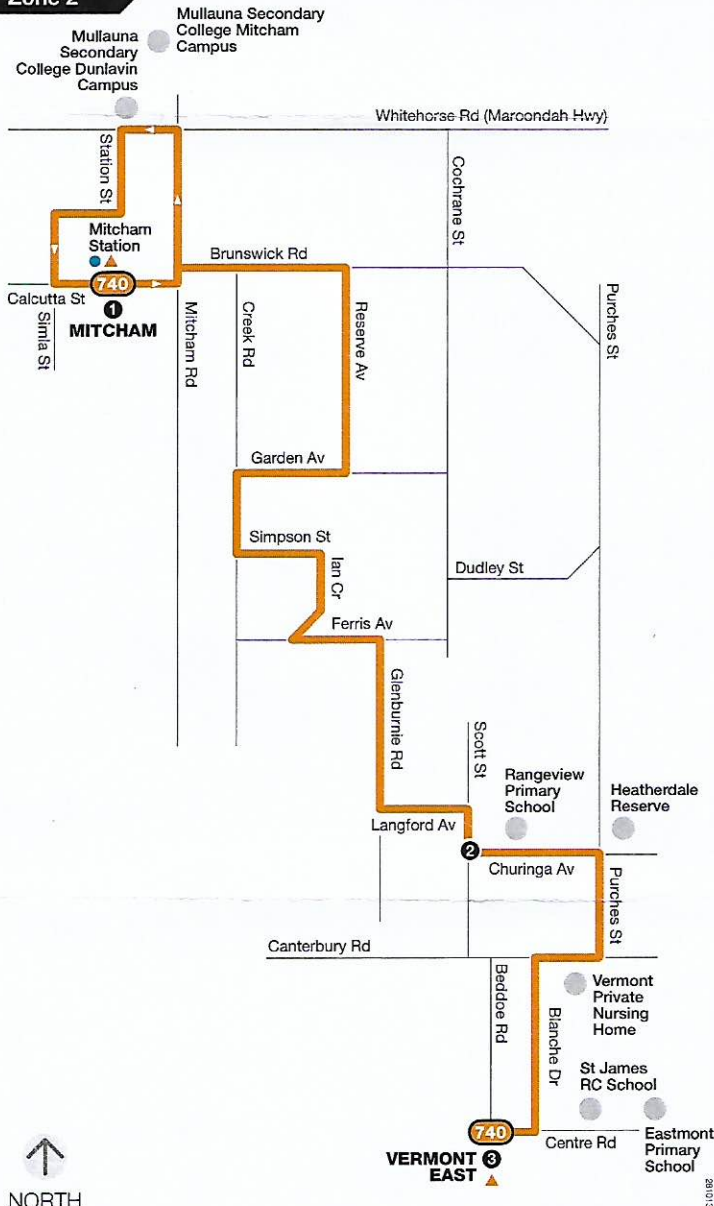 Zone 2
Mullauna Secondary
College Mitcham
Campus
Mullauna
Secondary
College Dunlavin
Campus
Whitehorse Rd (Maroondah Hwy)
Station St
Cochrane St
Mitcham
Station
Brunswick Rd
740
Calcutta St
1
MITCHAM
Simla St
Mitcham Rd
Creek Rd
Reserve Av
Purches St
Garden Av
Simpson St
Ian Cr
Dudley St
Ferris Av
Glenburnie Rd
Scott St
Rangeview
Primary
School
Heatherdale
Reserve
Langford Av
2
Churinga Av
Purches St
Canterbury Rd
Beddoe Rd
Blanche Dr
Vermont
Private
Nursing
Home
St James
RC School
740
Centre Rd
Eastmont
Primary
School
VERMONT 3
EAST
NORTH
281013